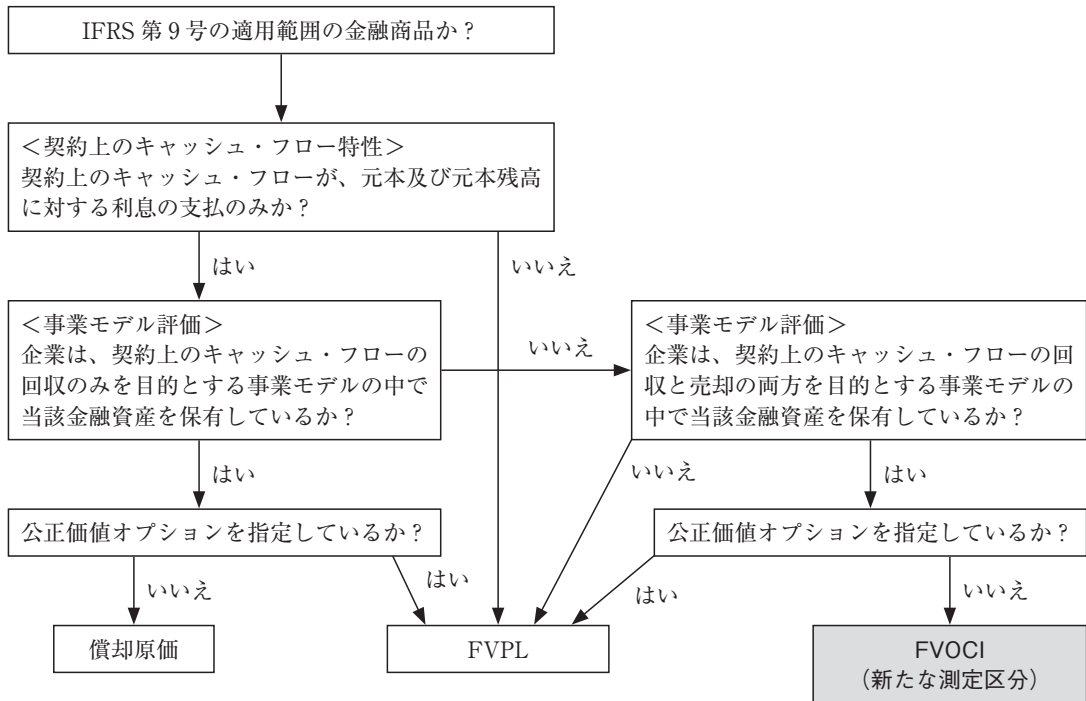 IFRS 第９号の適用範囲の金融商品か？
＜契約上のキャッシュ・フロー特性＞
契約上のキャッシュ・フローが、元本及び元本残高
に対する利息の支払のみか？
はい
いいえ
＜事業モデル評価＞
企業は、契約上のキャッシュ・フローの
回収のみを目的とする事業モデルの中で
当該金融資産を保有しているか？
いいえ
＜事業モデル評価＞
企業は、契約上のキャッシュ・フローの回
収と売却の両方を目的とする事業モデルの
中で当該金融資産を保有しているか？
はい
いいえ
はい
公正価値オプションを指定しているか？
公正価値オプションを指定しているか？
いいえ
はい
はい
いいえ
償却原価
FVPL
FVOCI
（新たな測定区分）